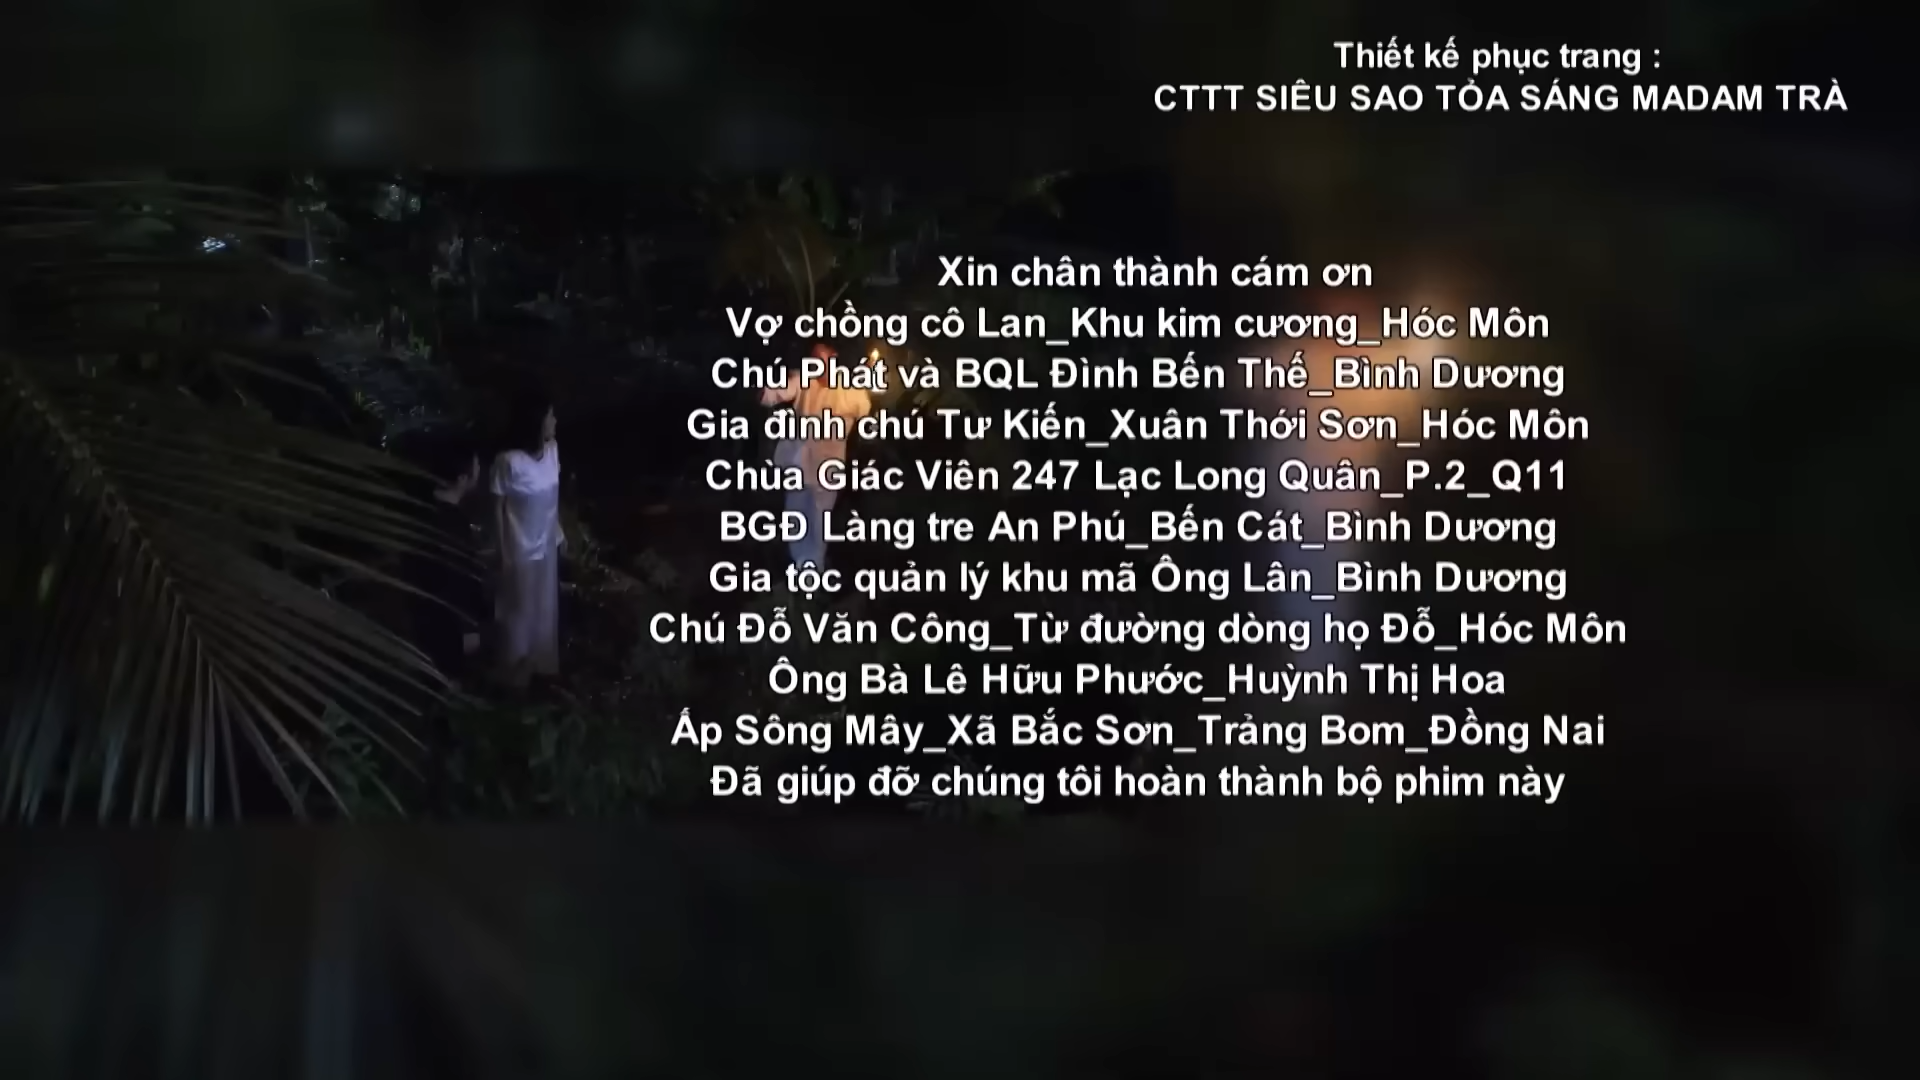 Thiết kế phục trang :
CTTT SIÊU SAO TỎA SÁNG MADAM TRÀ
Xin chân thành cám ơn
Vợ chồng cô Lan_Khu kim cương_Hóc Môn
Chú Phát và BQL Đình Bến Thế_Bình Dương
Gia đình chú Tư Kiến_Xuân Thới Sơn_Hóc Môn
Chùa Giác Viên 247 Lạc Long Quân_P.2_Q11
BGĐ Làng tre An Phú_Bến Cát_Bình Dương
Gia tộc quản lý khu mã Ông Lân_Bình Dương
Chú Đỗ Văn Công_Từ đường dòng họ Đỗ_Hóc Môn
Ông Bà Lê Hữu Phước_Huỳnh Thị Hoa
Ấp Sông Mây_Xã Bắc Sơn_Trảng Bom_Đồng Nai
Đã giúp đỡ chúng tôi hoàn thành bộ phim này